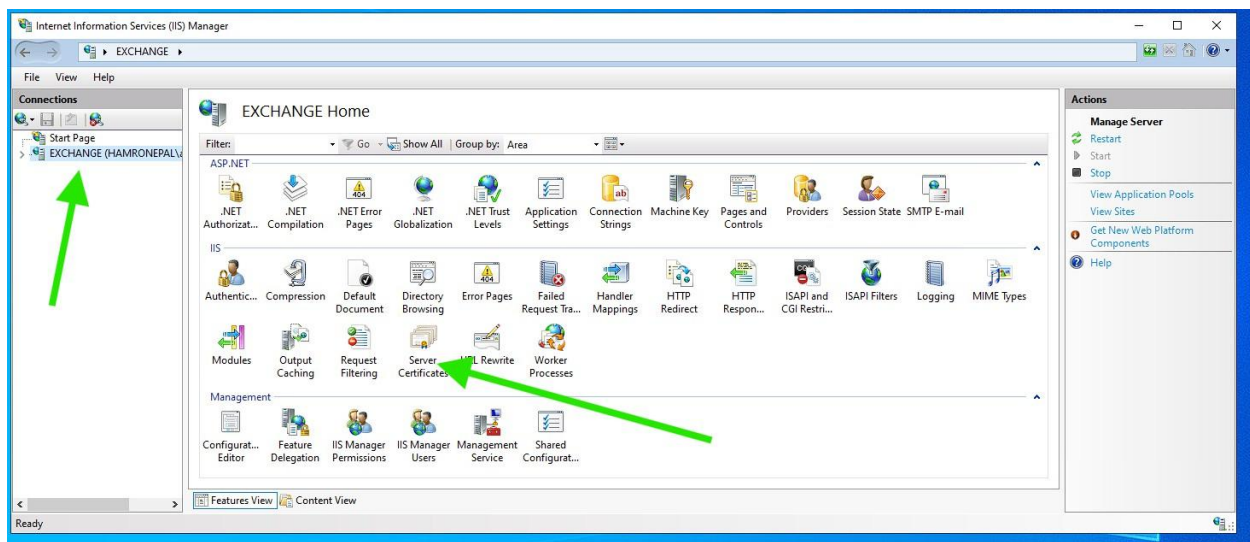 Internet Information Services (IIS) Manager
EXCHANGE
File View Help
Connections
Start Page
EXCHANGE (HAMRONEPAL\a
EXCHANGE Home
Filter: Go Show All Group by: Area
ASP.NET
.NET Authorizat...
.NET Compilation
.NET Error Pages
.NET Globalization
.NET Trust Levels
Application Settings
Connection Strings
Machine Key
Pages and Controls
Providers
Session State
SMTP E-mail
IIS
Authentic...
Compression
Default Document
Directory Browsing
Error Pages
Failed Request Tra...
Handler Mappings
HTTP Redirect
HTTP Respon...
ISAPI and CGI Restri...
ISAPI Filters
Logging
MIME Types
Modules
Output Caching
Request Filtering
Server Certificates
Rewrite
Worker Processes
Management
Configurat... Editor
Feature Delegation
IIS Manager Permissions
IIS Manager Users
Management Service
Shared Configurat...
Features View Content View
Ready
Actions
Manage Server
Restart
Start
Stop
View Application Pools
View Sites
Get New Web Platform
Components
Help